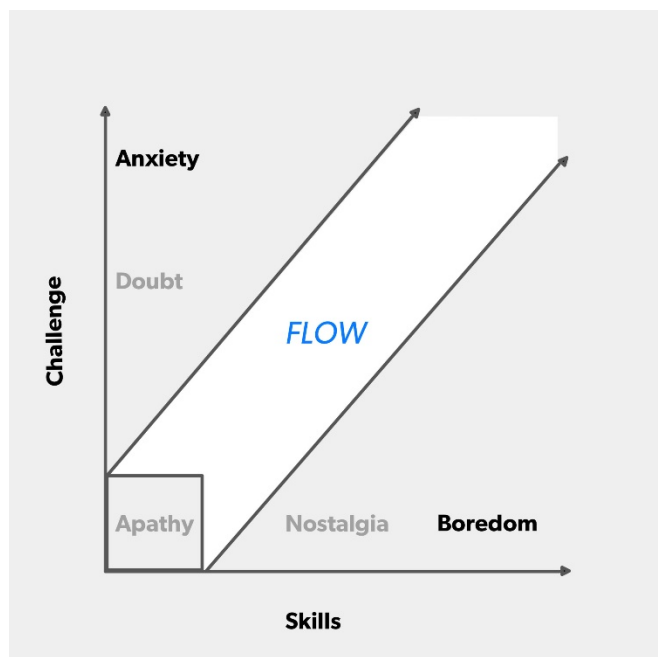 Anxiety
Doubt
Challenge
FLOW
Apathy
Nostalgia
Boredom
Skills